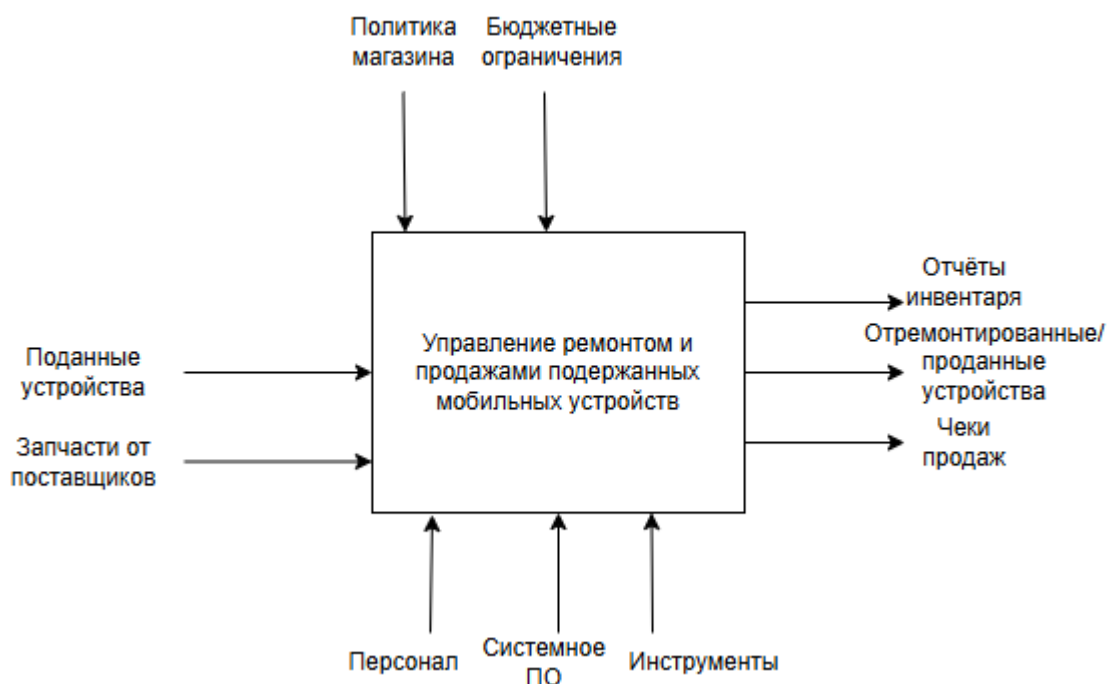 Политика
магазина
Бюджетные
ограничения
Поданные
устройства
Запчасти от
поставщиков
Управление ремонтом и
продажами подержанных
мобильных устройств
Отчёты
инвентаря
Отремонтированные/
проданные
устройства
Чеки
продаж
Персонал
Системное
ПО
Инструменты